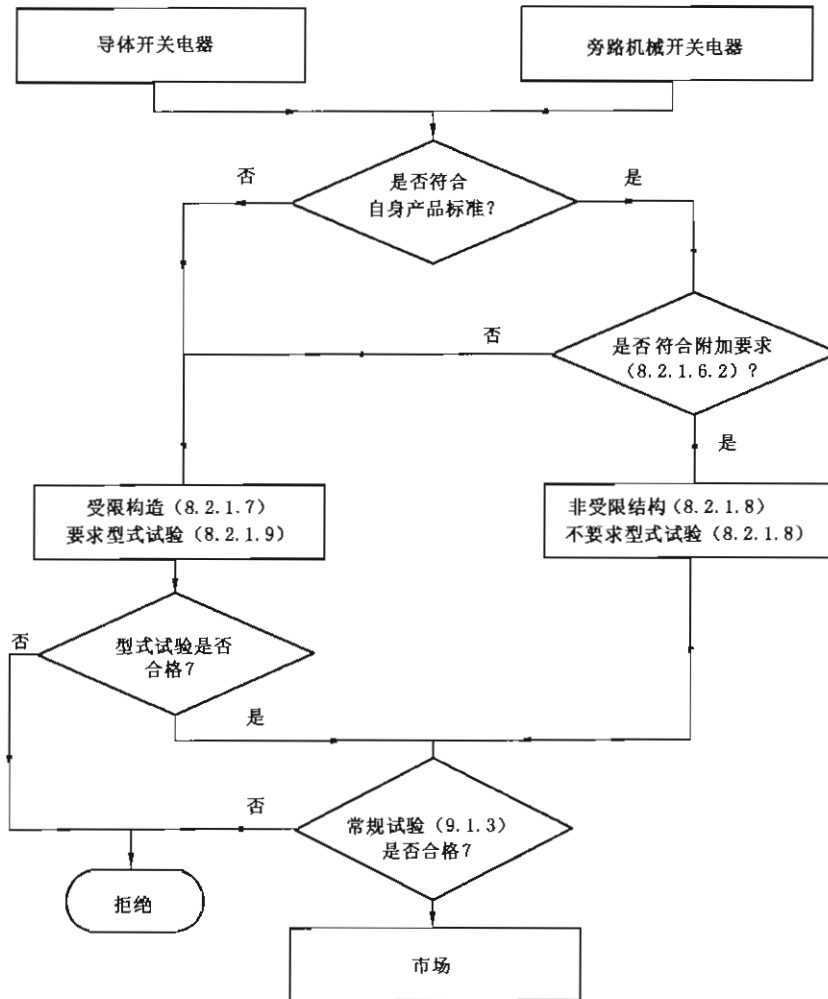 导体开关电器
旁路机械开关电器
否
是否符合
自身产品标准?
是
否
是否符合附加要求
(8.2.1.6.2)?
是
受限构造(8.2.1.7)
要求型式试验(8.2.1.9)
非受限结构(8.2.1.8)
不要求型式试验(8.2.1.8)
否
型式试验是否
合格?
是
否
常规试验(9.1.3)
是否合格?
拒绝
市场